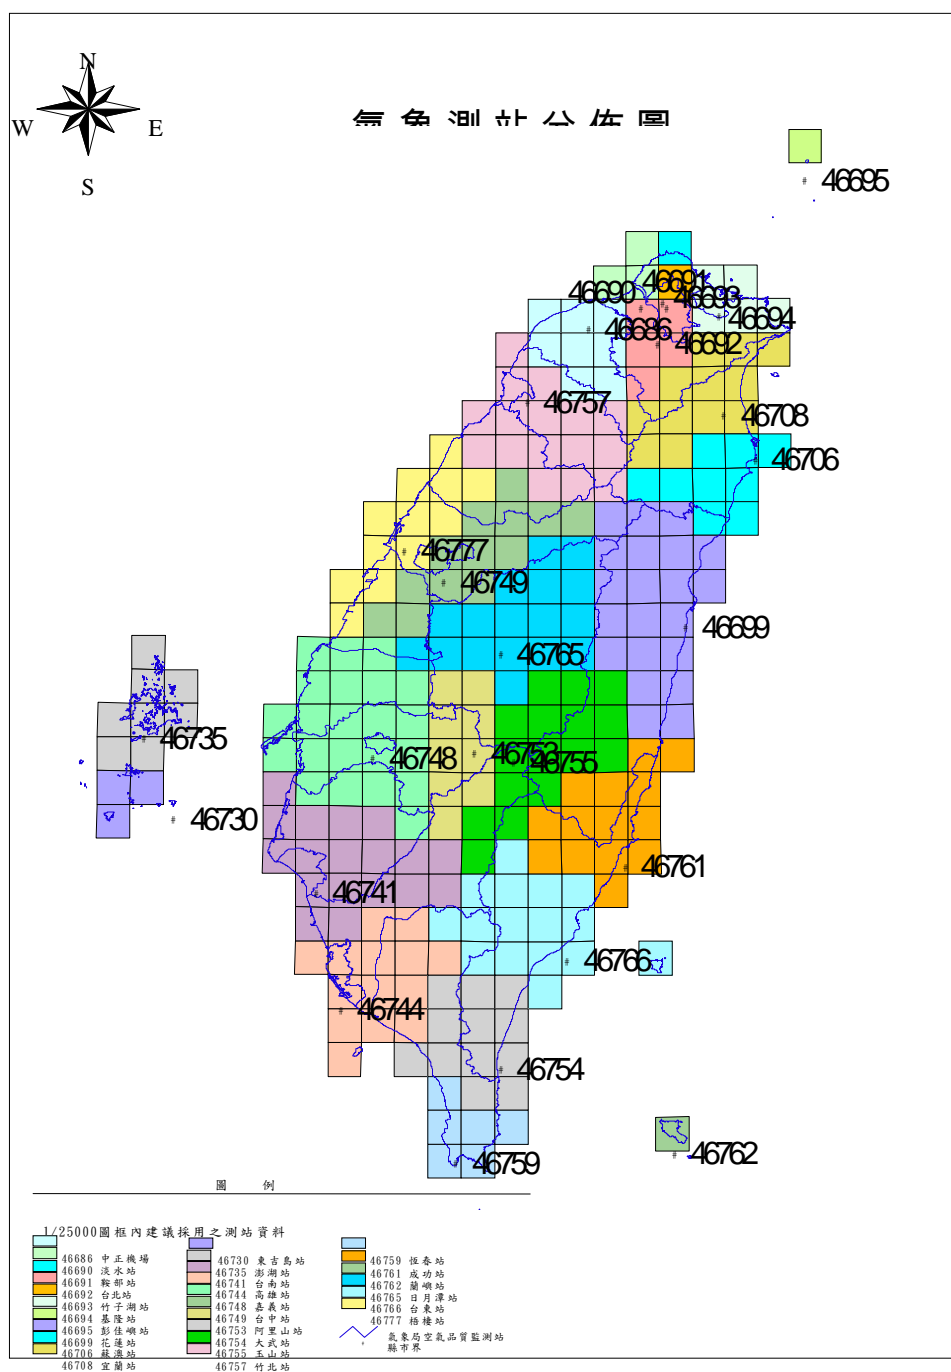 N
W E
S
氣象測站分佈圖
46695
46691
46690 46693
46694
46686
46692
46757
46708
46706
46777
46749
46699
46765
46735
46748
46753
46755
46730
46761
46741
46766
46744
46754
46762
46759
圖 例
1/25000圖框內建議採用之測站資料
46686 中正機場
46690 淡水站
46691 鞍部站
46692 台北站
46693 竹子湖站
46694 基隆站
46695 彭佳嶼站
46699 花蓮站
46706 蘇澳站
46708 宜蘭站
46730 東吉島站
46735 澎湖站
46741 台南站
46744 高雄站
46748 嘉義站
46749 台中站
46753 阿里山站
46754 大武站
46755 玉山站
46757 竹北站
46759 恆春站
46761 成功站
46762 蘭嶼站
46765 日月潭站
46766 台東站
46777 梧棲站
氣象局空氣品質監測站
縣市界